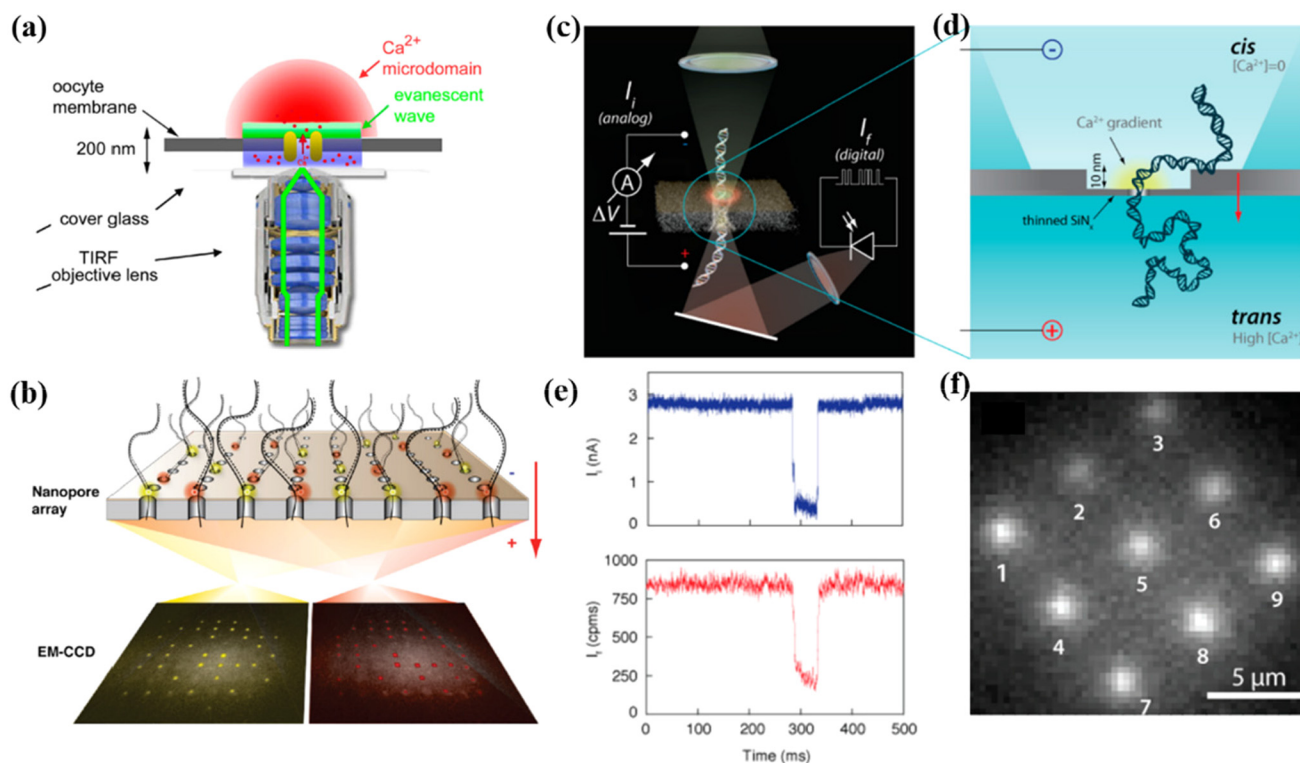 (a)
Ca2+
microdomain
evanescent
wave
oocyte
membrane
200 nm
cover glass
TIRF
objective lens
(b)
Nanopore
array
-
+
EM-CCD
(c)
Ii
(analog)
-
A
ΔV
+
If
(digital)
(d)
-
cis
[Ca2+]=0
Ca2+ gradient
10 nm
thinned SiNx
+
trans
High [Ca2+]
(e)
3
2
1
0
Ii (nA)
1000
750
500
250
0
If (cpms)
0 100 200 300 400 500
Time (ms)
(f)
3
2
6
1
5
9
4
8
7
5 μm